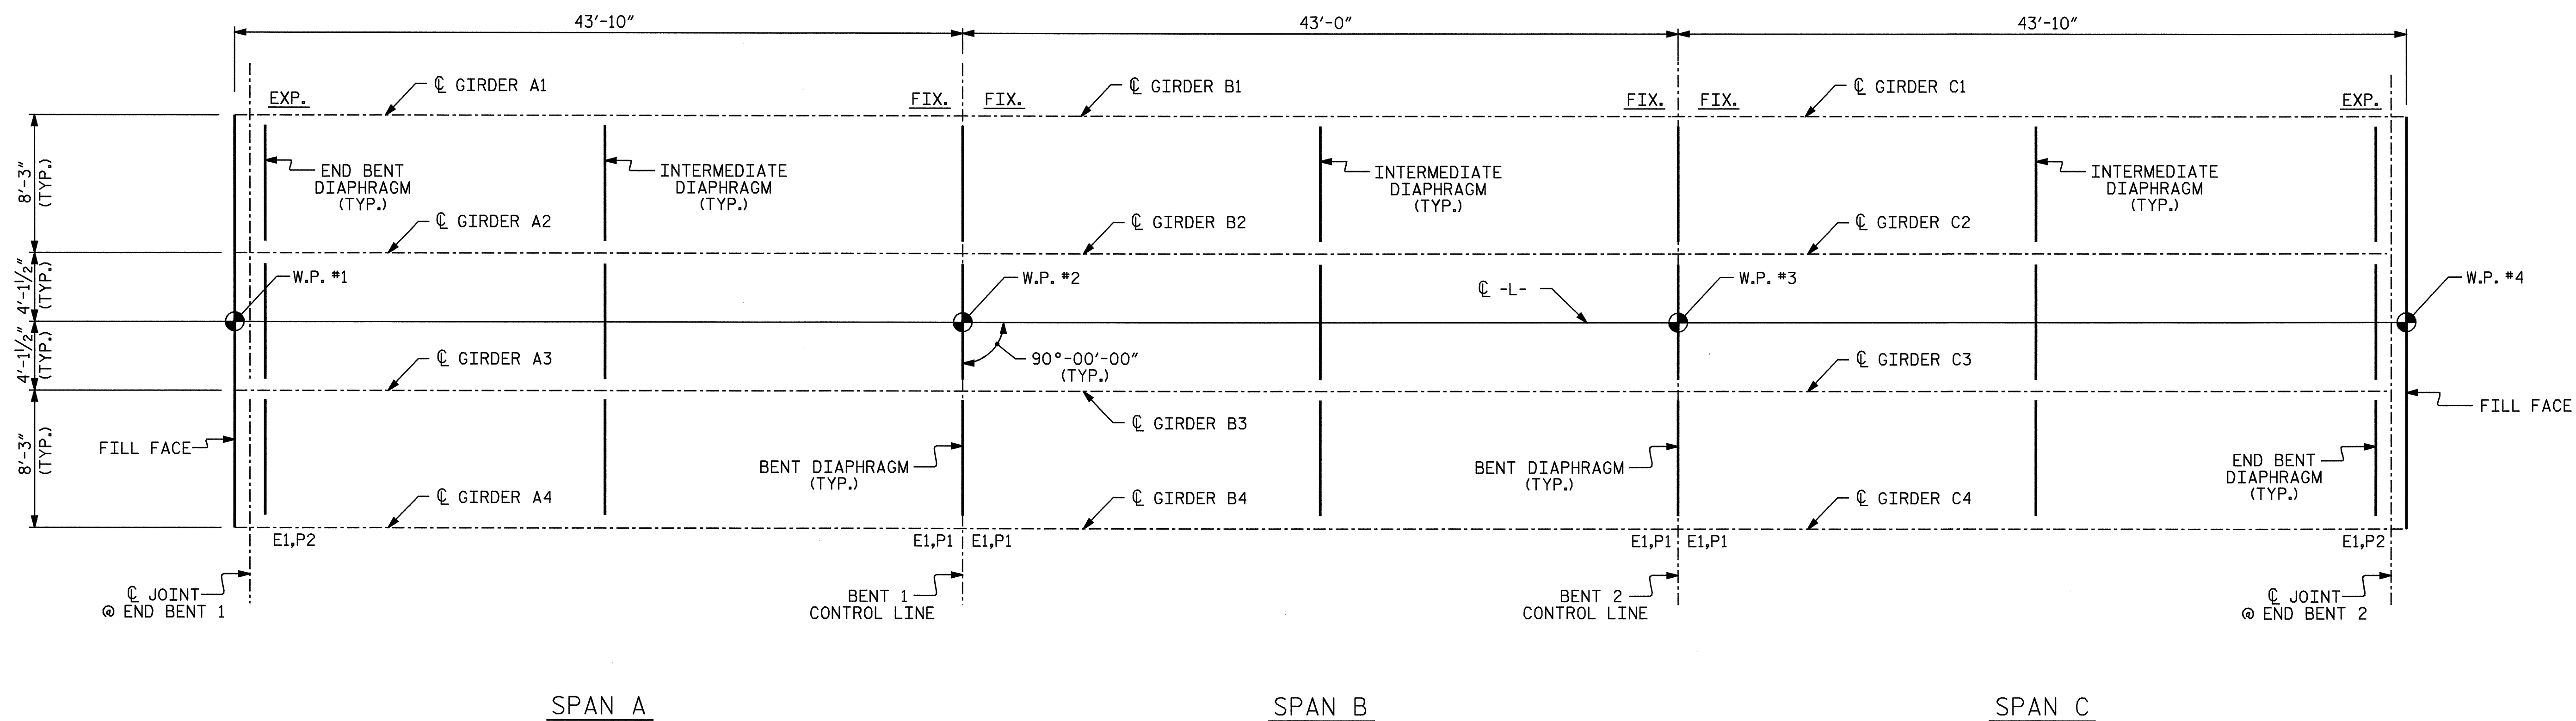 43'-10" 43'-0" 43'-10"
℄ GIRDER A1 ℄ GIRDER B1 ℄ GIRDER C1
EXP. FIX. FIX. FIX. FIX. EXP.
8'-3"
(TYP.)
END BENT
DIAPHRAGM
(TYP.)
INTERMEDIATE
DIAPHRAGM
(TYP.)
INTERMEDIATE
DIAPHRAGM
(TYP.)
INTERMEDIATE
DIAPHRAGM
(TYP.)
℄ GIRDER A2 ℄ GIRDER B2 ℄ GIRDER C2
4'-1½"
(TYP.)
W.P. #1 W.P. #2 ℄ -L- W.P. #3 W.P. #4
4'-1½"
(TYP.)
℄ GIRDER A3 90°-00'-00" ℄ GIRDER C3
(TYP.)
℄ GIRDER B3
8'-3"
(TYP.)
FILL FACE
BENT DIAPHRAGM
(TYP.)
BENT DIAPHRAGM
(TYP.)
END BENT
DIAPHRAGM
(TYP.)
FILL FACE
℄ GIRDER A4 ℄ GIRDER B4 ℄ GIRDER C4
E1,P2 E1,P1 E1,P1 E1,P1 E1,P1 E1,P2
℄ JOINT
@ END BENT 1
BENT 1
CONTROL LINE
BENT 2
CONTROL LINE
℄ JOINT
@ END BENT 2
SPAN A SPAN B SPAN C